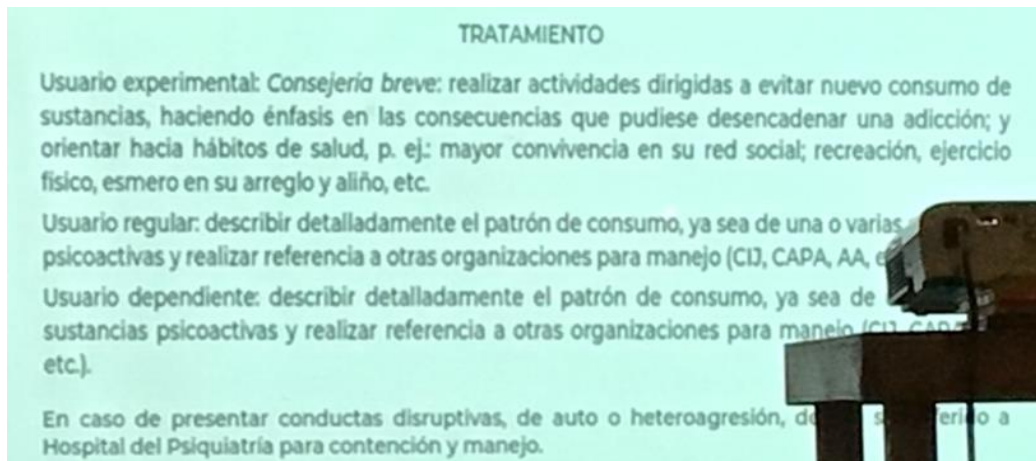 TRATAMIENTO
Usuario experimental: Consejería breve: realizar actividades dirigidas a evitar nuevo consumo de
sustancias, haciendo énfasis en las consecuencias que pudiese desencadenar una adicción; y
orientar hacia hábitos de salud, p. ej.: mayor convivencia en su red social; recreación, ejercicio
físico, esmero en su arreglo y aliño, etc.
Usuario regular: describir detalladamente el patrón de consumo, ya sea de una o varias
psicoactivas y realizar referencia a otras organizaciones para manejo (CIJ, CAPA, AA,
Usuario dependiente: describir detalladamente el patrón de consumo, ya sea de
sustancias psicoactivas y realizar referencia a otras organizaciones para manejo (CIJ,
etc.).
En caso de presentar conductas disruptivas, de auto o heteroagresión, a
Hospital del Psiquiatría para contención y manejo.